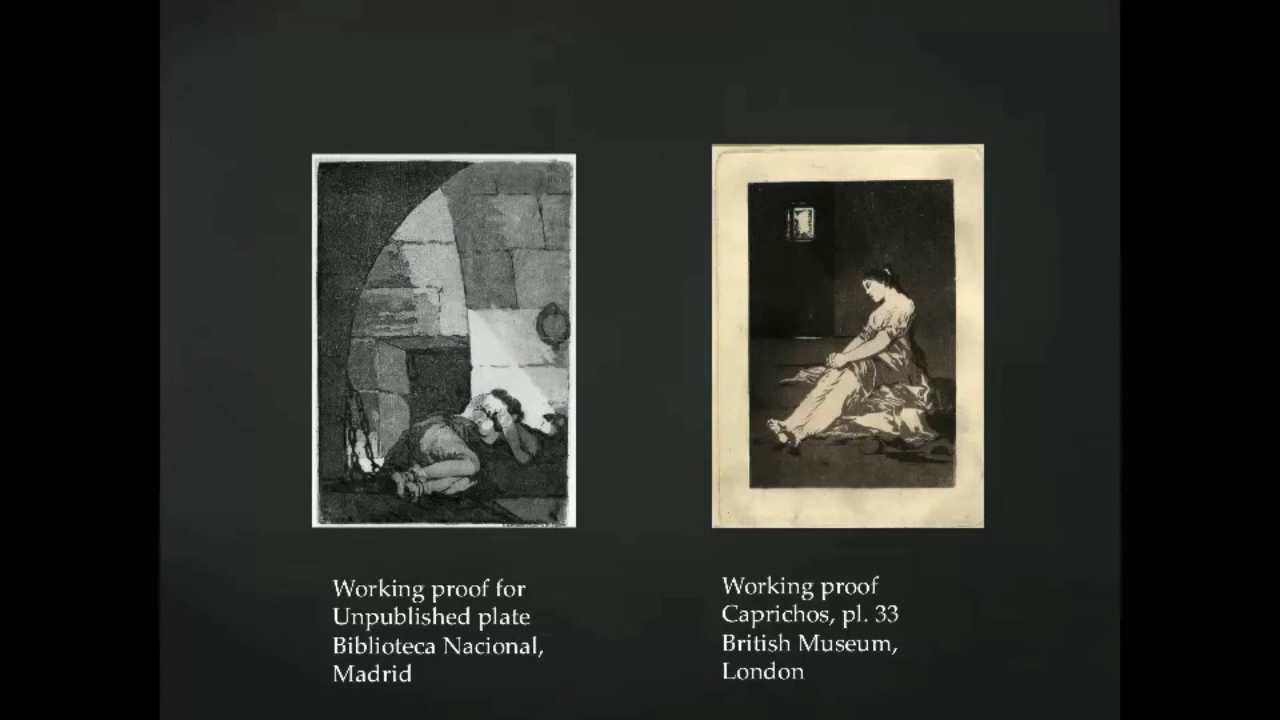 Working proof for
Unpublished plate
Biblioteca Nacional,
Madrid
Working proof
Caprichos, pl. 33
British Museum,
London